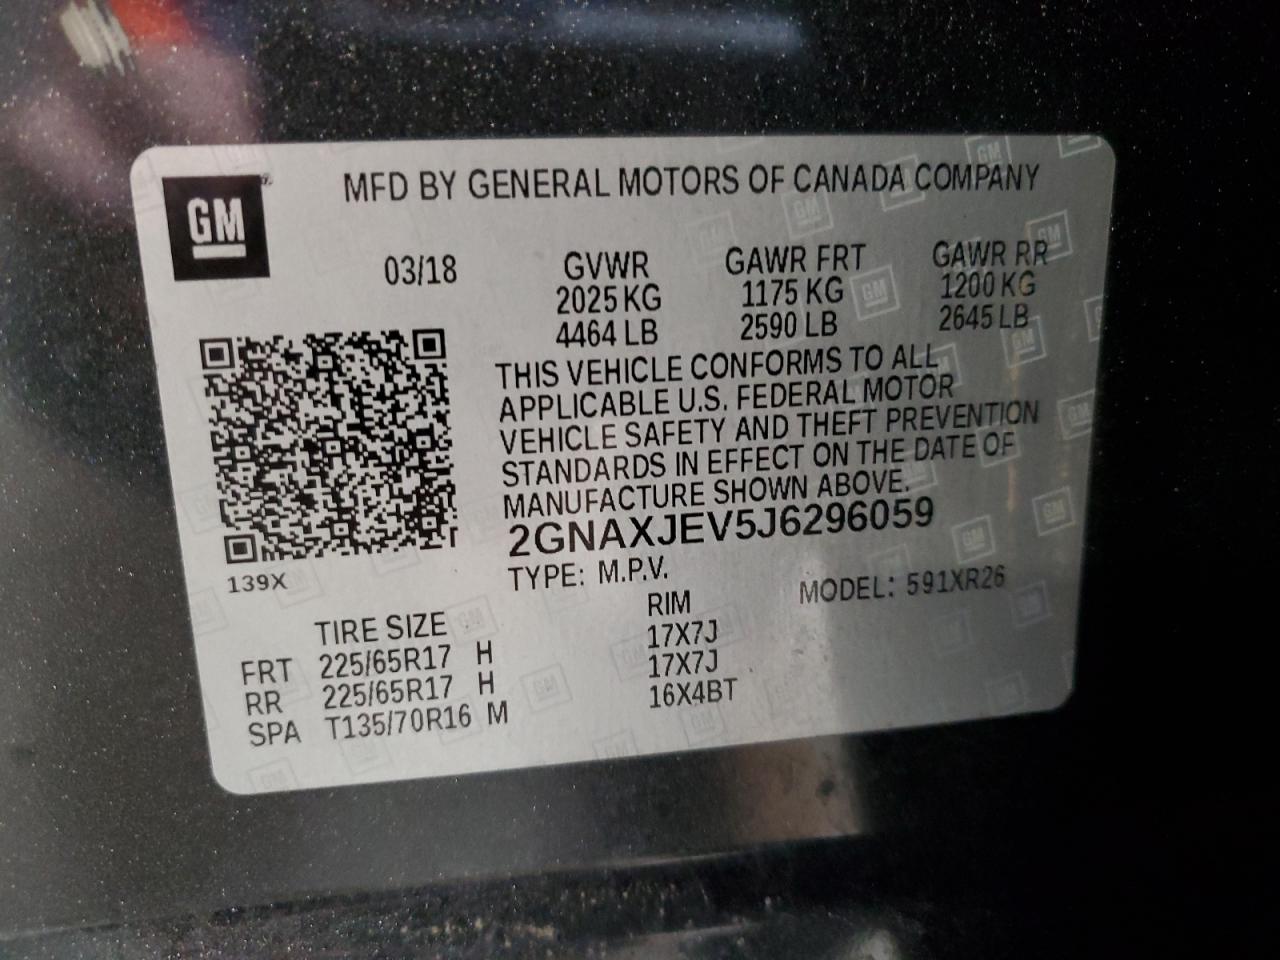 GM
MFD BY GENERAL MOTORS OF CANADA COMPANY
03/18
GVWR GAWR FRT GAWR RR
2025 KG 1175 KG 1200 KG
4464 LB 2590 LB 2645 LB
THIS VEHICLE CONFORMS TO ALL
APPLICABLE U.S. FEDERAL MOTOR
VEHICLE SAFETY AND THEFT PREVENTION
STANDARDS IN EFFECT ON THE DATE OF
MANUFACTURE SHOWN ABOVE.
2GNAXJEV5J6296059
139X
TYPE: M.P.V. MODEL: 591XR26
TIRE SIZE RIM
FRT 225/65R17 H 17X7J
RR 225/65R17 H 17X7J
SPA T135/70R16 M 16X4BT